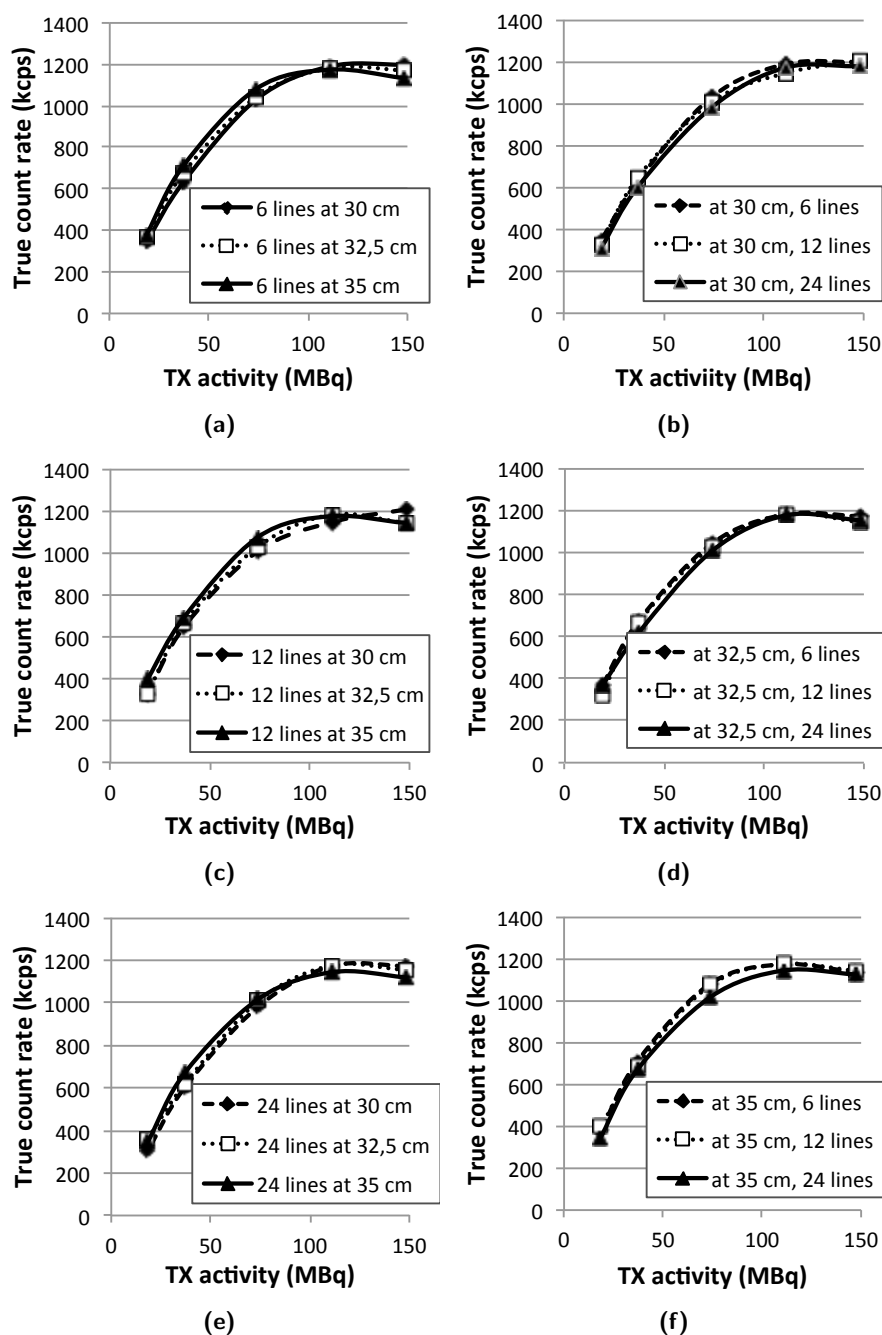 1400
1200
1000
800
600
400
200
0
True count rate (kcps)
6 lines at 30 cm
6 lines at 32,5 cm
6 lines at 35 cm
0 50 100 150
TX activity (MBq)
(a)
1400
1200
1000
800
600
400
200
0
True count rate (kcps)
at 30 cm, 6 lines
at 30 cm, 12 lines
at 30 cm, 24 lines
0 50 100 150
TX activiity (MBq)
(b)
1400
1200
1000
800
600
400
200
0
True count rate (kcps)
12 lines at 30 cm
12 lines at 32,5 cm
12 lines at 35 cm
0 50 100 150
TX activity (MBq)
(c)
1400
1200
1000
800
600
400
200
0
True count rate (kcps)
at 32,5 cm, 6 lines
at 32,5 cm, 12 lines
at 32,5 cm, 24 lines
0 50 100 150
TX activity (MBq)
(d)
1400
1200
1000
800
600
400
200
0
True count rate (kcps)
24 lines at 30 cm
24 lines at 32,5 cm
24 lines at 35 cm
0 50 100 150
TX activity (MBq)
(e)
1400
1200
1000
800
600
400
200
0
True count rate (kcps)
at 35 cm, 6 lines
at 35 cm, 12 lines
at 35 cm, 24 lines
0 50 100 150
TX activity (MBq)
(f)